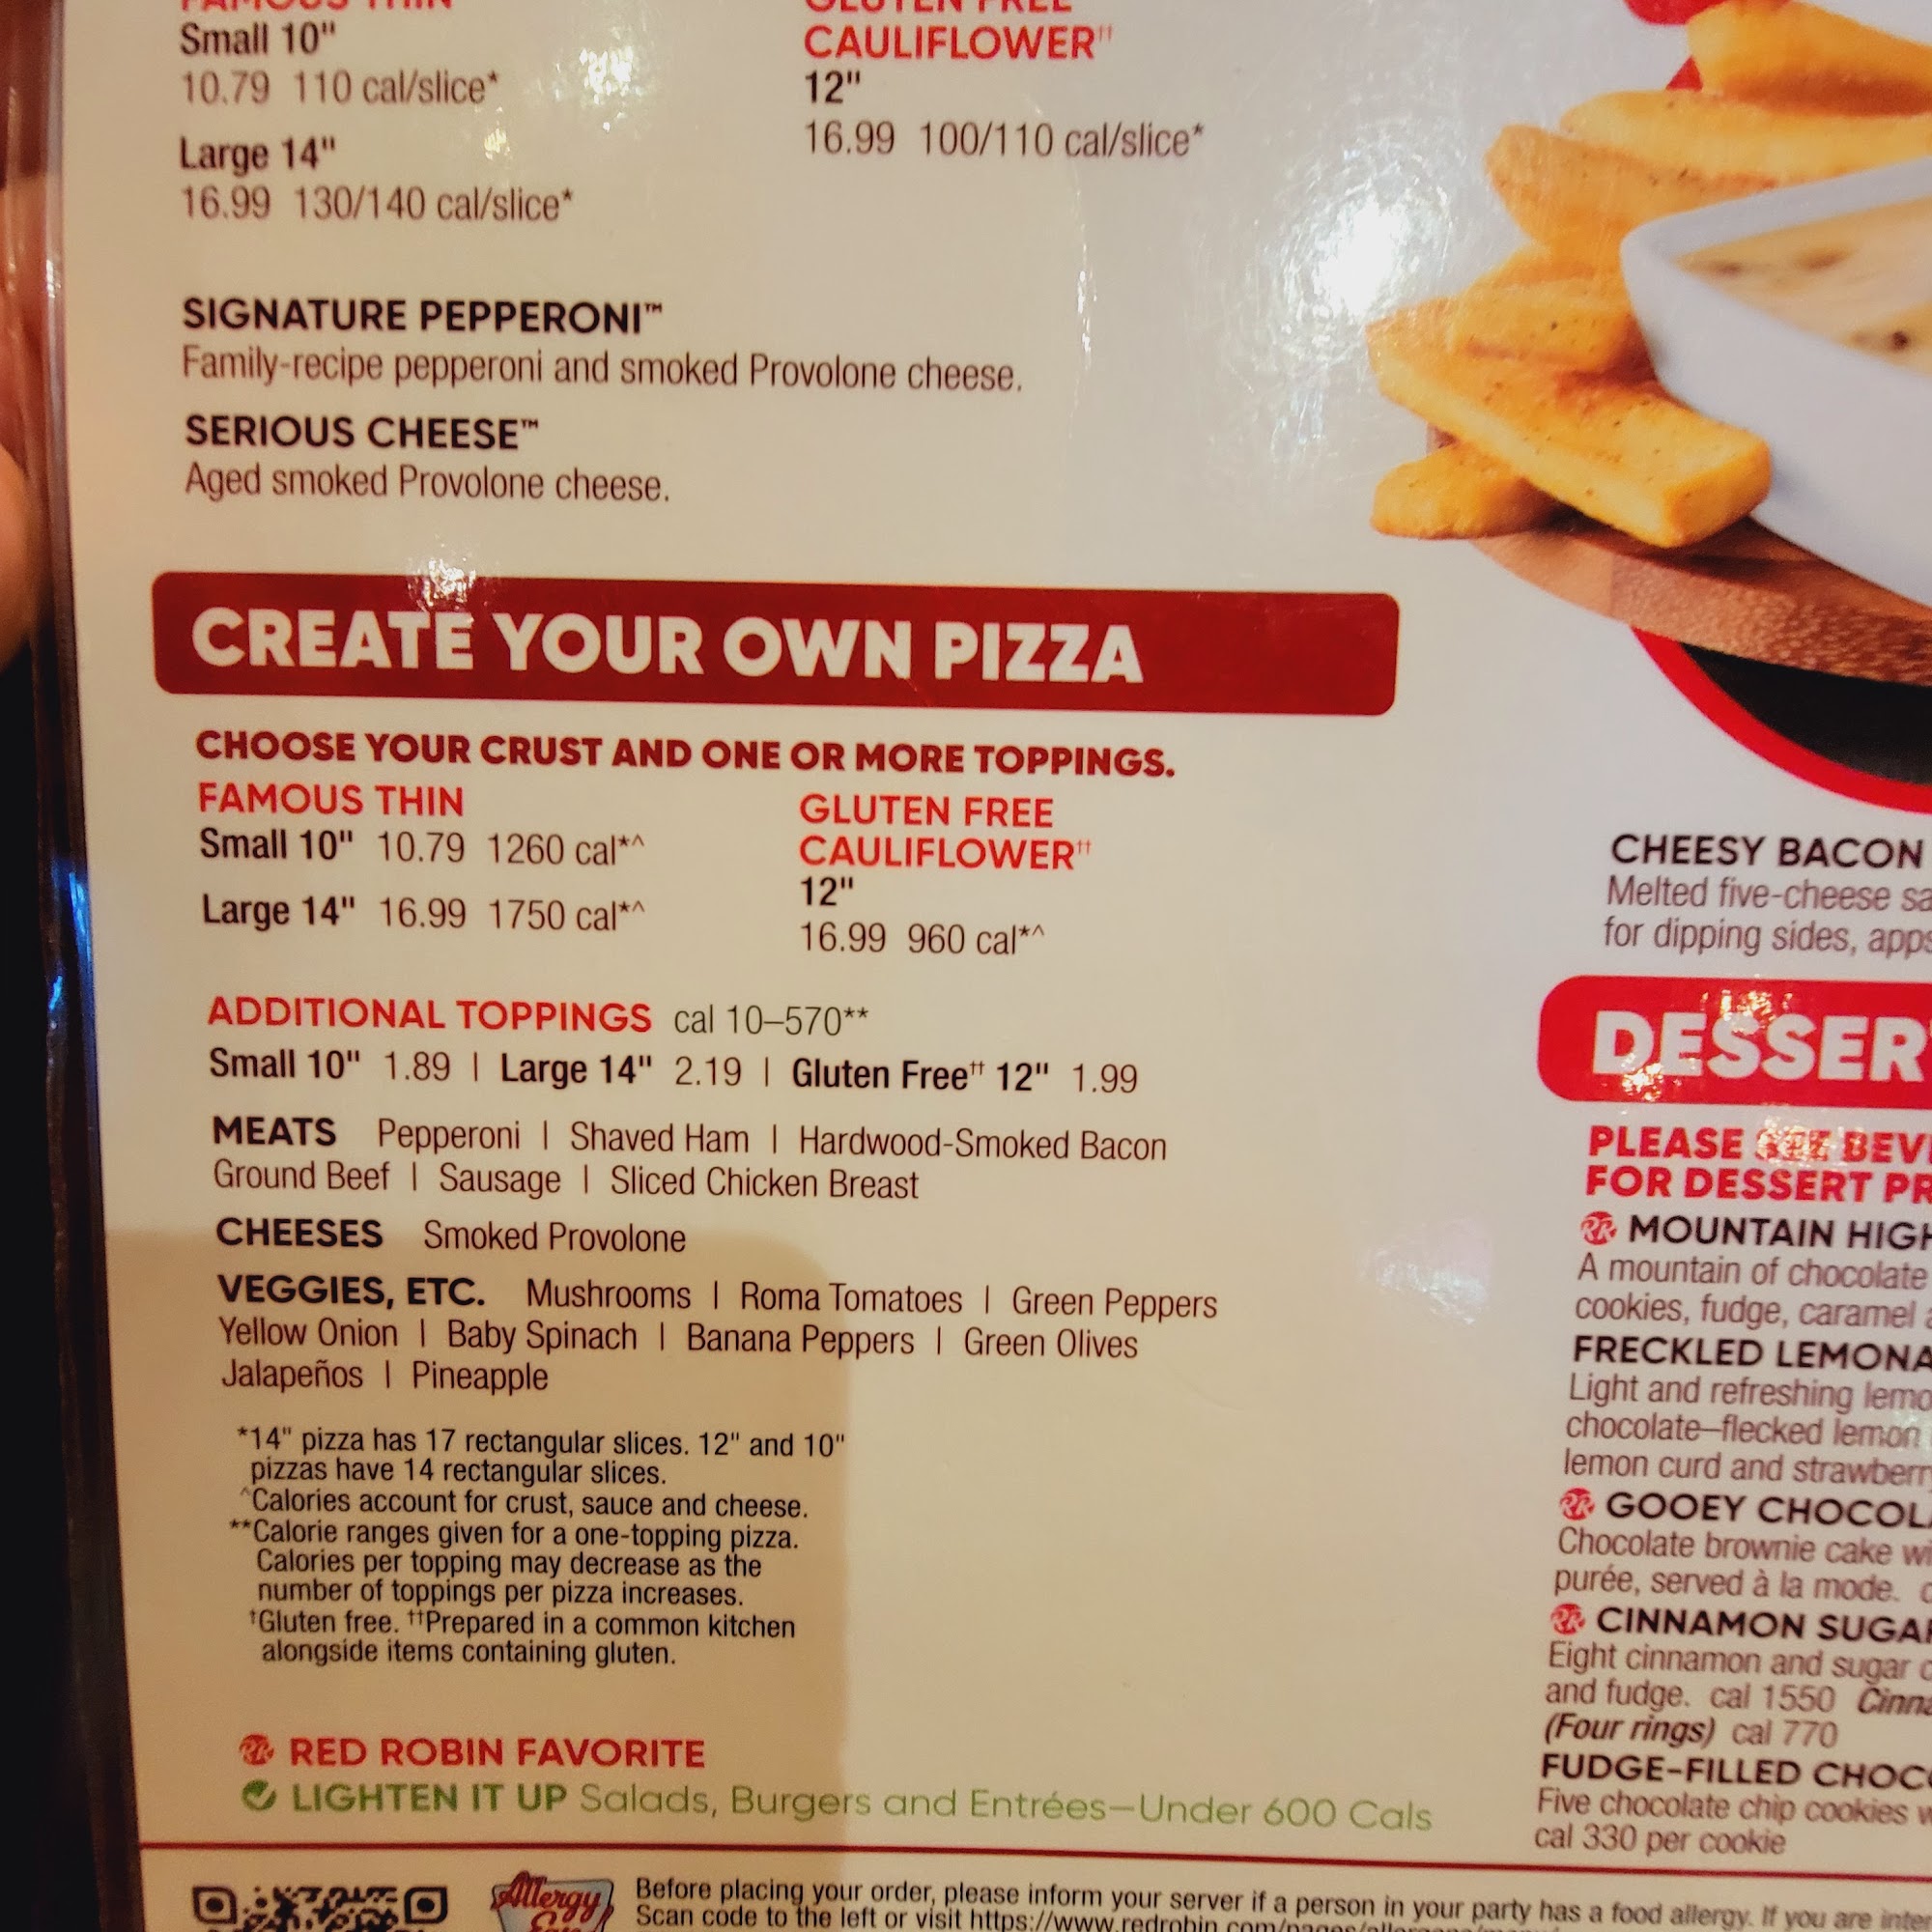 FAMOUS THIN
Small 10"
10.79 110 cal/slice*
Large 14"
16.99 130/140 cal/slice*
GLUTEN FREE
CAULIFLOWER††
12"
16.99 100/110 cal/slice*
SIGNATURE PEPPERONI™
Family-recipe pepperoni and smoked Provolone cheese.
SERIOUS CHEESE™
Aged smoked Provolone cheese.
CREATE YOUR OWN PIZZA
CHOOSE YOUR CRUST AND ONE OR MORE TOPPINGS.
FAMOUS THIN
Small 10" 10.79 1260 cal*^
Large 14" 16.99 1750 cal*^
GLUTEN FREE
CAULIFLOWER††
12"
16.99 960 cal*^
ADDITIONAL TOPPINGS cal 10–570**
Small 10" 1.89 | Large 14" 2.19 | Gluten Free†† 12" 1.99
MEATS Pepperoni | Shaved Ham | Hardwood-Smoked Bacon
Ground Beef | Sausage | Sliced Chicken Breast
CHEESES Smoked Provolone
VEGGIES, ETC. Mushrooms | Roma Tomatoes | Green Peppers
Yellow Onion | Baby Spinach | Banana Peppers | Green Olives
Jalapeños | Pineapple
*14" pizza has 17 rectangular slices. 12" and 10"
pizzas have 14 rectangular slices.
^Calories account for crust, sauce and cheese.
**Calorie ranges given for a one-topping pizza.
Calories per topping may decrease as the
number of toppings per pizza increases.
†Gluten free. ††Prepared in a common kitchen
alongside items containing gluten.
RR RED ROBIN FAVORITE
LIGHTEN IT UP Salads, Burgers and Entrées—Under 600 Cals
CHEESY BACON
Melted five-cheese
for dipping sides, apps
PLEASE SEE
FOR DESSERT
RR MOUNTAIN HIGH
A mountain of chocolate
cookies, fudge, caramel
FRECKLED
Light and refreshing
chocolate–flecked lemon
lemon curd and
RR GOOEY
Chocolate brownie cake
purée, served à la mode.
RR CINNAMON
Eight cinnamon and sugar
and fudge. cal 1550
(Four rings) cal 770
FUDGE-FILLED
Five chocolate chip cookies
cal 330 per cookie
Allergy
Before placing your order, please inform your server if a person in your party has a food allergy. If you are
Scan code to the left or visit